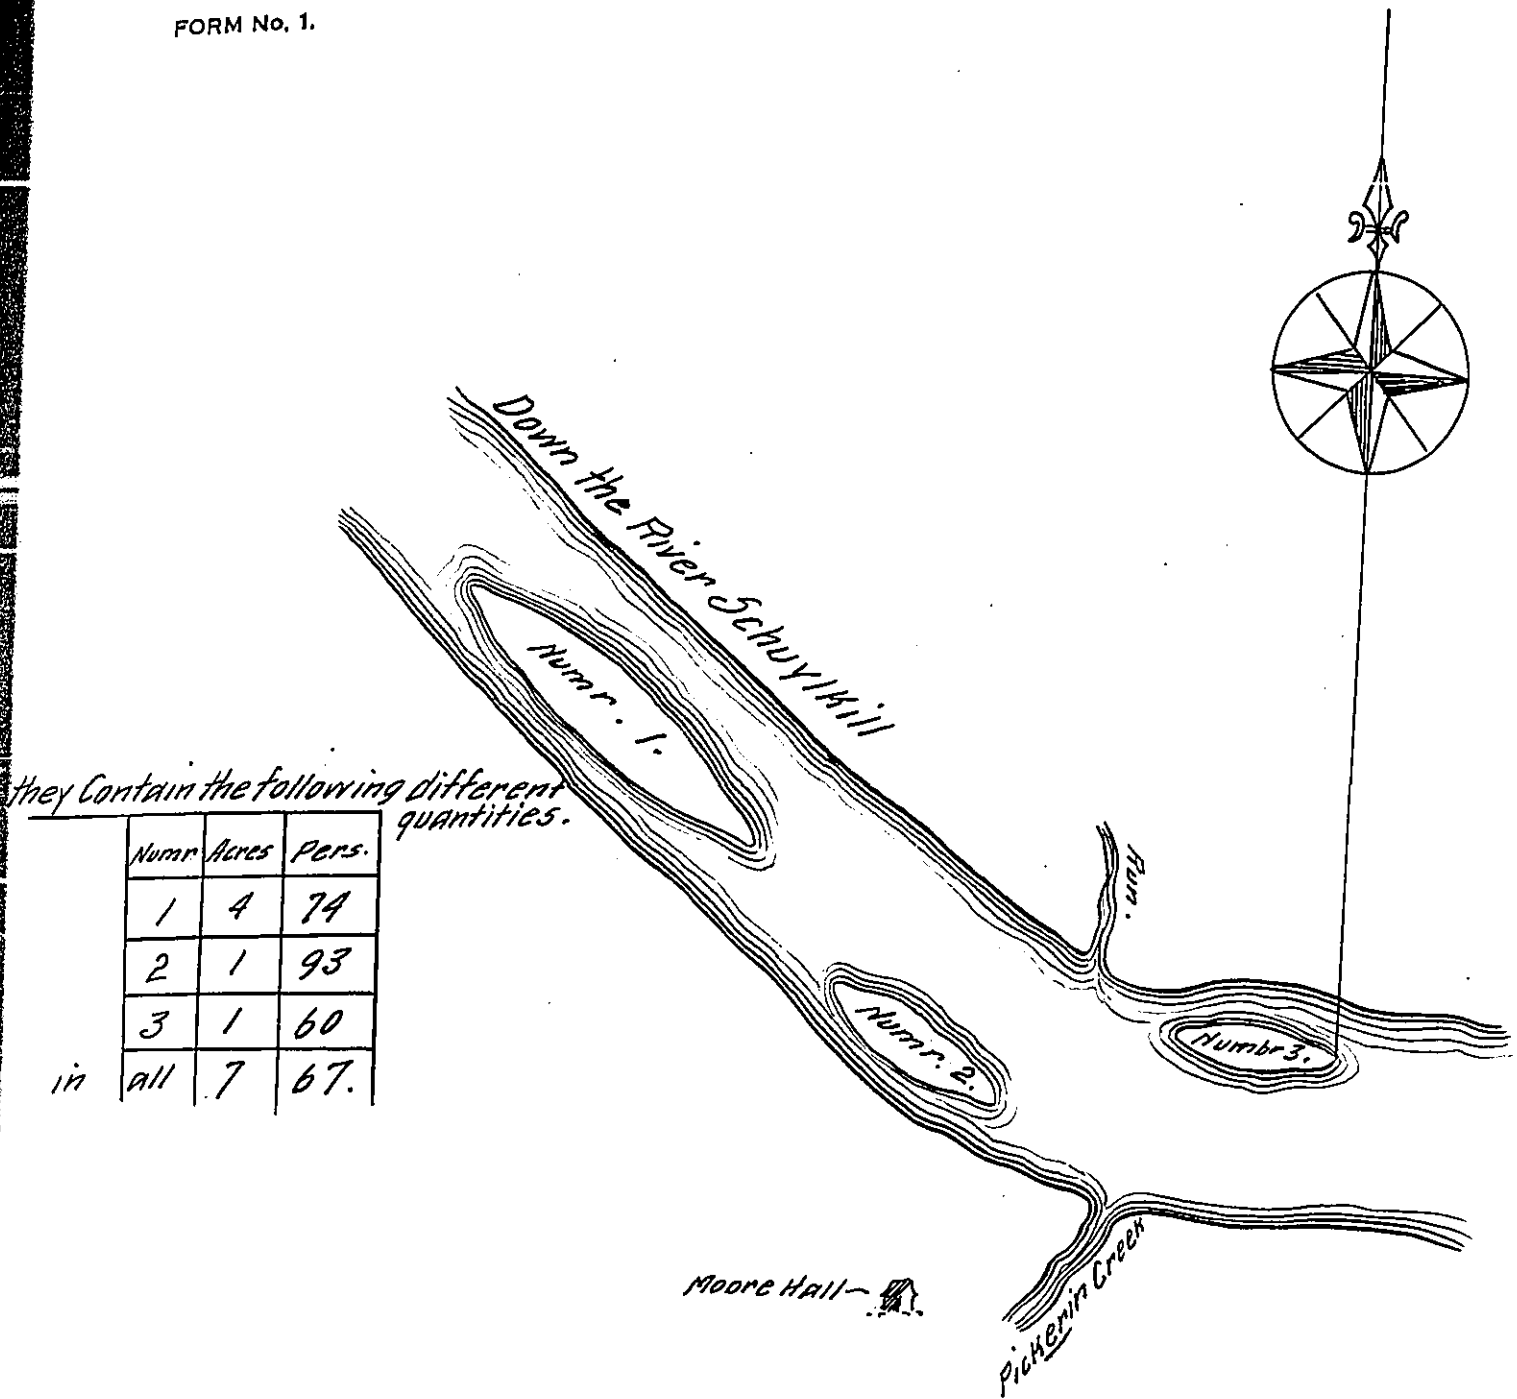 FORM No. 1.
Down the River Schuylkill
Numr. 1.
they Contain the following different
quantities.
Numr Acres Pers.
1 4 74
2 1 93
3 1 60
in all 7 67.
Run.
Numr. 2.
Numbr 3.
Moore Hall
Pickerin Creek